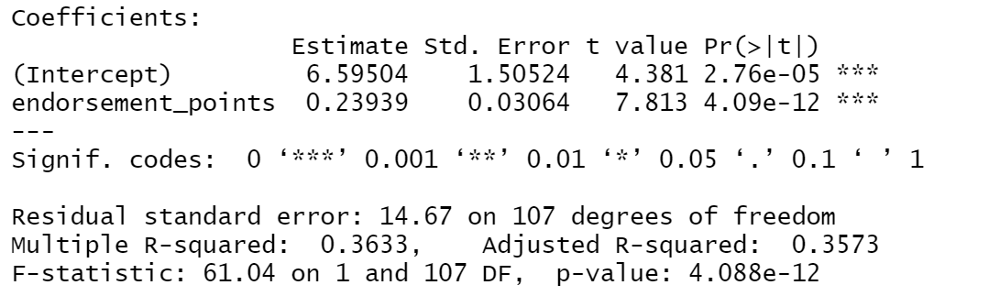 Coefficients:
Estimate Std. Error t value Pr(>|t|)
(Intercept) 6.59504 1.50524 4.381 2.76e-05 ***
endorsement_points 0.23939 0.03064 7.813 4.09e-12 ***
---
Signif. codes: 0 ‘***’ 0.001 ‘**’ 0.01 ‘*’ 0.05 ‘.’ 0.1 ‘ ’ 1
Residual standard error: 14.67 on 107 degrees of freedom
Multiple R-squared: 0.3633, Adjusted R-squared: 0.3573
F-statistic: 61.04 on 1 and 107 DF, p-value: 4.088e-12